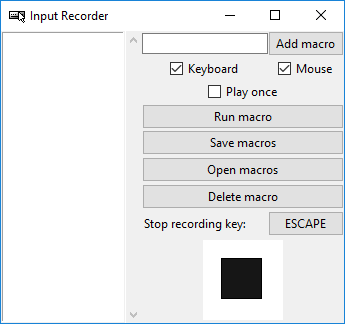 Input Recorder
Add macro
Keyboard Mouse
Play once
Run macro
Save macros
Open macros
Delete macro
Stop recording key: ESCAPE